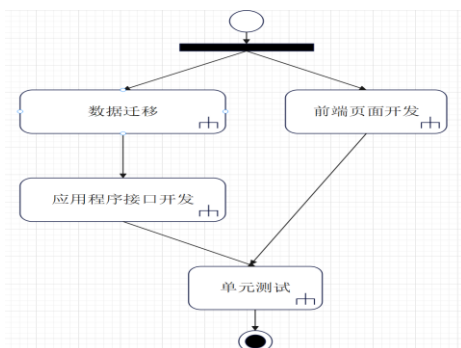 数据迁移
前端页面开发
应用程序接口开发
单元测试